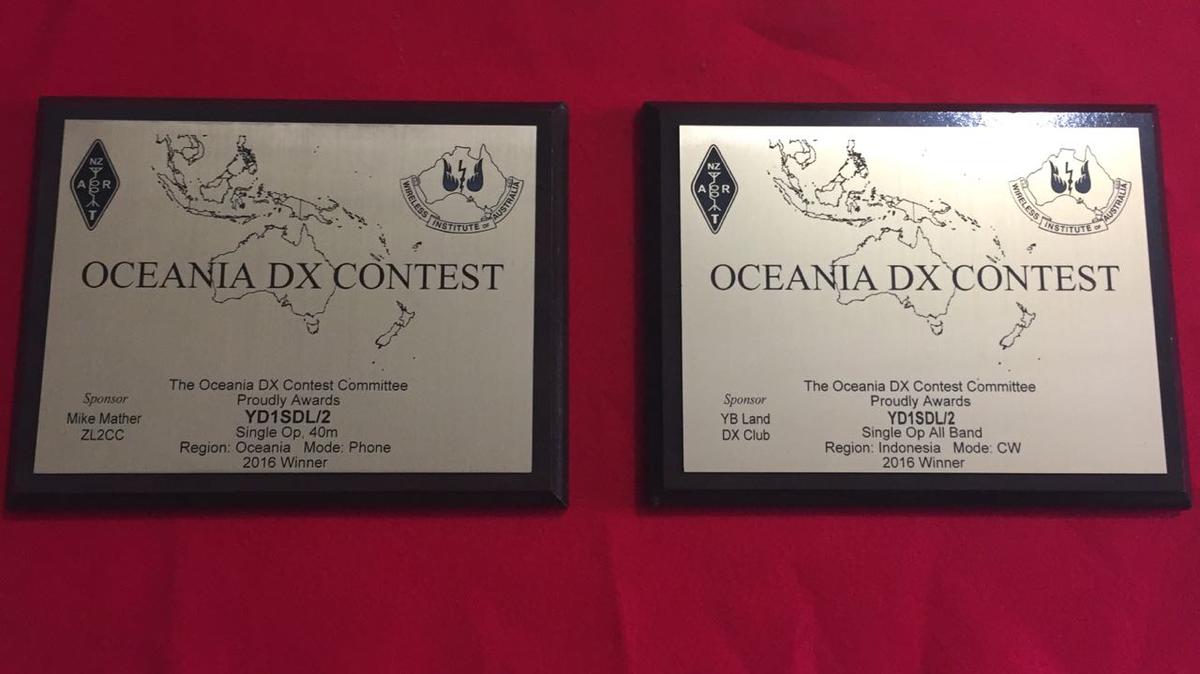 NZ
A R
T
WIRELESS INSTITUTE OF AUSTRALIA
OCEANIA DX CONTEST
The Oceania DX Contest Committee
Proudly Awards
YD1SDL/2
Single Op, 40m
Region: Oceania Mode: Phone
2016 Winner
Sponsor
Mike Mather
ZL2CC
NZ
A R
T
WIRELESS INSTITUTE OF AUSTRALIA
OCEANIA DX CONTEST
The Oceania DX Contest Committee
Proudly Awards
YD1SDL/2
Single Op All Band
Region: Indonesia Mode: CW
2016 Winner
Sponsor
YB Land
DX Club